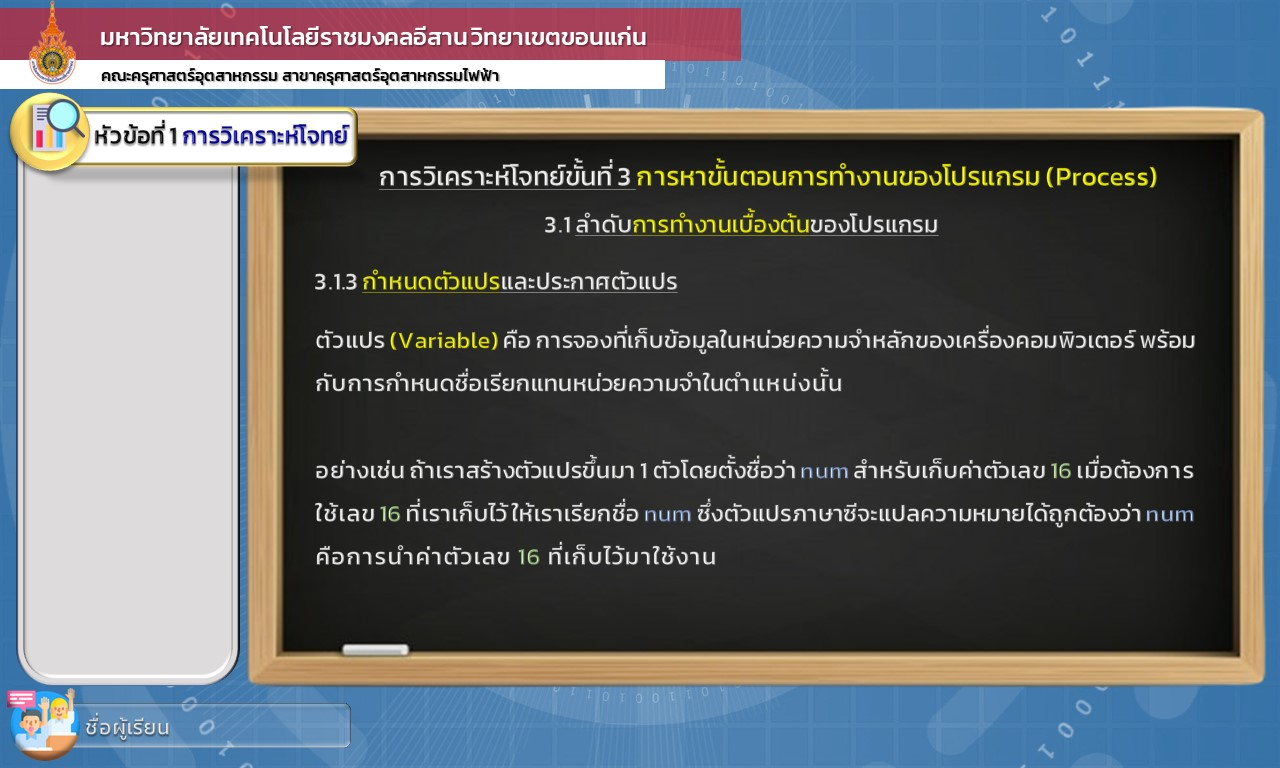 มหาวิทยาลัยเทคโนโลยีราชมงคลอีสาน วิทยาเขตขอนแก่น
คณะครุศาสตร์อุตสาหกรรม สาขาครุศาสตร์อุตสาหกรรมไฟฟ้า
หัวข้อที่ 1 การวิเคราะห์โจทย์
การวิเคราะห์โจทย์ขั้นที่ 3 การหาขั้นตอนการทำงานของโปรแกรม (Process)
3.1 ลำดับการทำงานเบื้องต้นของโปรแกรม
3.1.3 กำหนดตัวแปรและประกาศตัวแปร
ตัวแปร (Variable) คือ การจองที่เก็บข้อมูลในหน่วยความจำหลักของเครื่องคอมพิวเตอร์ พร้อม
กับการกำหนดชื่อเรียกแทนหน่วยความจำในตำแหน่งนั้น
อย่างเช่น ถ้าเราสร้างตัวแปรขึ้นมา 1 ตัวโดยตั้งชื่อว่า num สำหรับเก็บค่าตัวเลข 16 เมื่อต้องการ
ใช้เลข 16 ที่เราเก็บไว้ ให้เราเรียกชื่อ num ซึ่งตัวแปรภาษาซีจะแปลความหมายได้ถูกต้องว่า num
คือการนำค่าตัวเลข 16 ที่เก็บไว้มาใช้งาน
ชื่อผู้เรียน